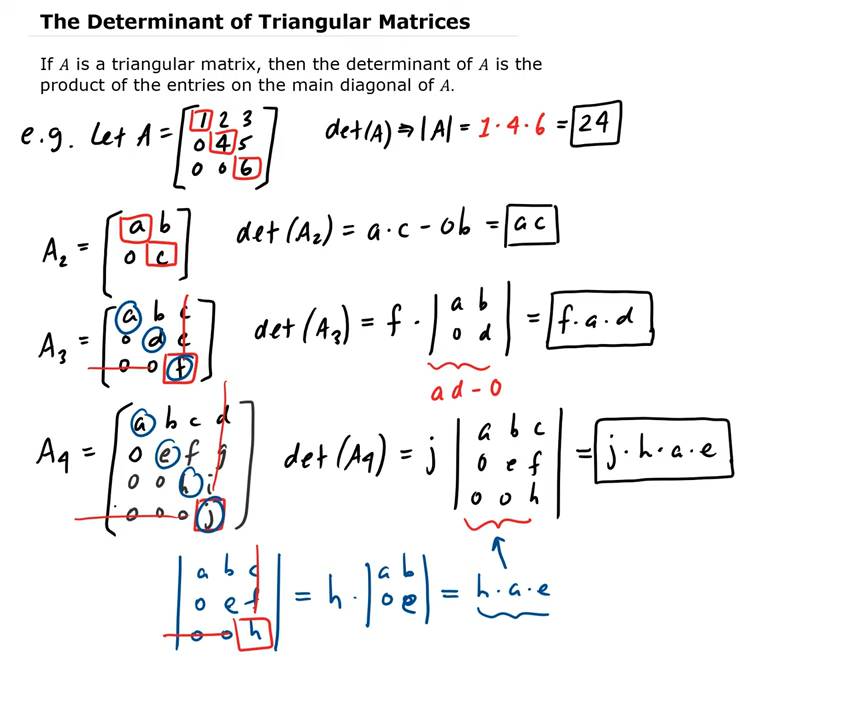 The Determinant of Triangular Matrices
If A is a triangular matrix, then the determinant of A is the
product of the entries on the main diagonal of A.
e.g. Let A = [1 2 3
0 4 5
0 0 6]
det(A) ⇒ |A| = 1·4·6 = 24
A₂ = [a b
0 c]
det(A₂) = a·c - 0b = ac
A₃ = [a b c
0 d e
0 0 f]
det(A₃) = f · |a b
0 d| = f·a·d
ad - 0
A₄ = [a b c d
0 e f g
0 0 h i
0 0 0 j]
det(A₄) = j |a b c
0 e f
0 0 h| = j·h·a·e
|a b c
0 e f
0 0 h| = h · |a b
0 e| = h·a·e